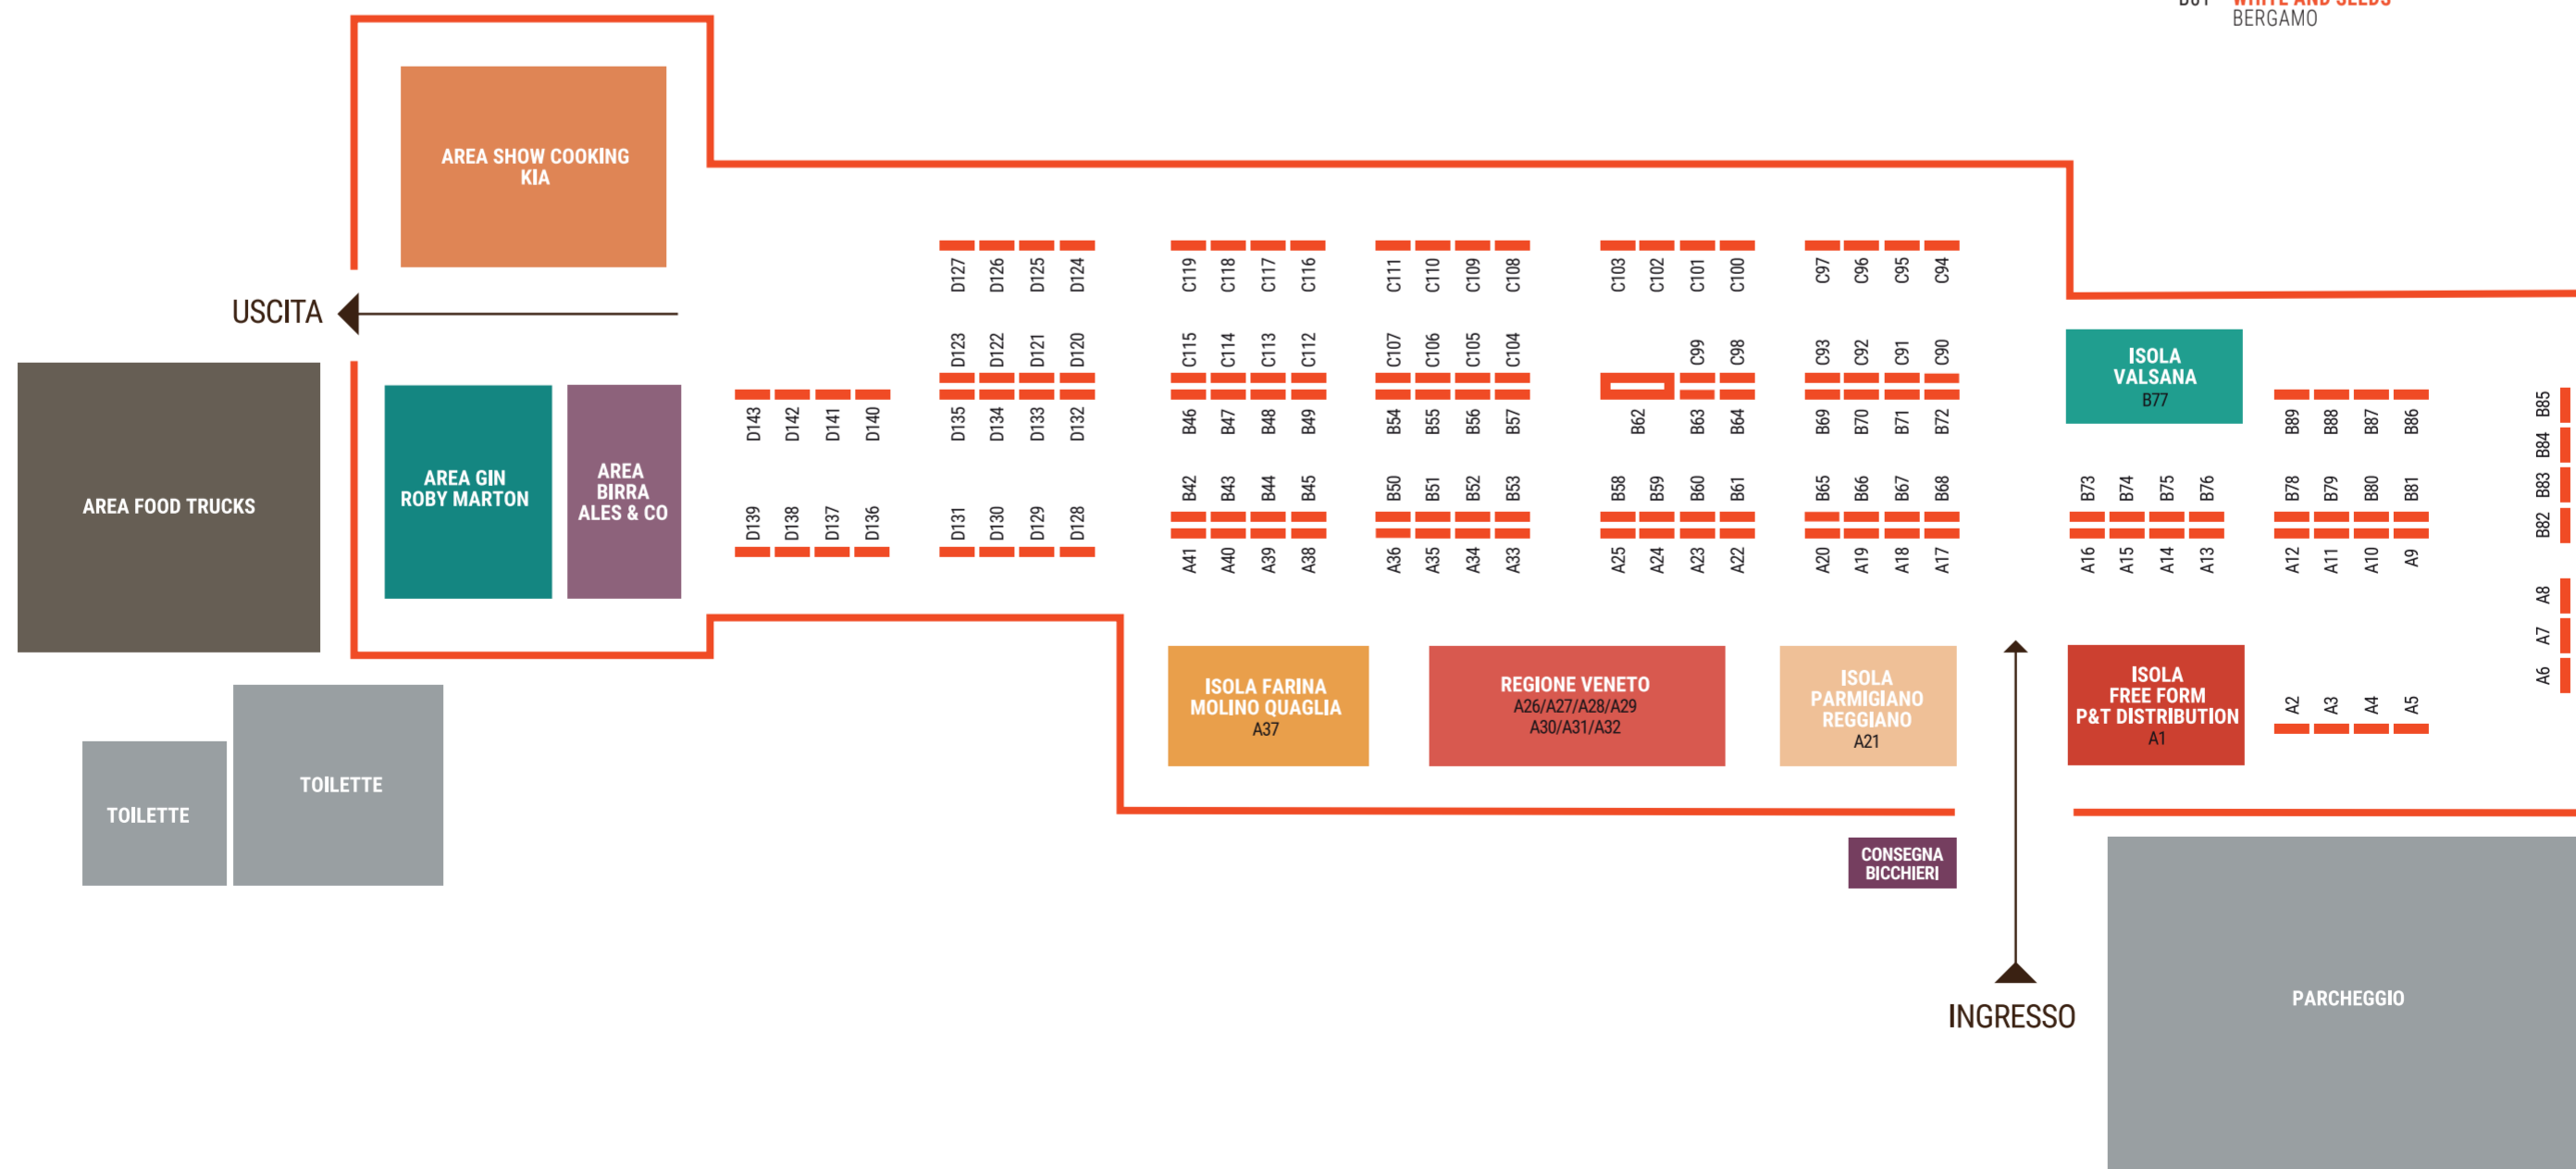 WHITE AND SEEDS
BERGAMO
AREA SHOW COOKING
KIA
USCITA
D127 D126 D125 D124
C119 C118 C117 C116
C111 C110 C109 C108
C103 C102 C101 C100
C97 C96 C95 C94
D123 D122 D121 D120
C115 C114 C113 C112
C107 C106 C105 C104
C99 C98
C93 C92 C91 C90
ISOLA
VALSANA
B77
AREA FOOD TRUCKS
AREA GIN
ROBY MARTON
AREA
BIRRA
ALES & CO
D143 D142 D141 D140
D135 D134 D133 D132
B46 B47 B48 B49
B54 B55 B56 B57
B62 B63 B64
B69 B70 B71 B72
B89 B88 B87 B86
B85
B84
B83
B82
D139 D138 D137 D136
D131 D130 D129 D128
B42 B43 B44 B45
B50 B51 B52 B53
B58 B59 B60 B61
B65 B66 B67 B68
B73 B74 B75 B76
B78 B79 B80 B81
A41 A40 A39 A38
A36 A35 A34 A33
A25 A24 A23 A22
A20 A19 A18 A17
A16 A15 A14 A13
A12 A11 A10 A9
A8
A7
A6
ISOLA FARINA
MOLINO QUAGLIA
A37
REGIONE VENETO
A26/A27/A28/A29
A30/A31/A32
ISOLA
PARMIGIANO
REGGIANO
A21
ISOLA
FREE FORM
P&T DISTRIBUTION
A1
A2 A3 A4 A5
TOILETTE
TOILETTE
CONSEGNA
BICCHIERI
INGRESSO
PARCHEGGIO